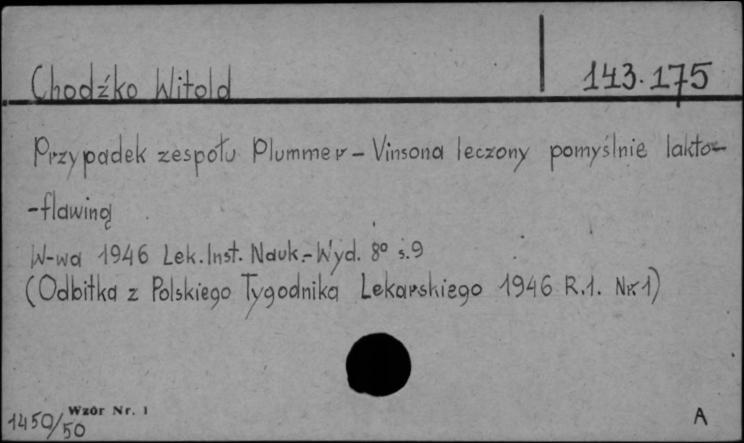 Chodźko Witold
143.175
Przypadek zespołu Plummer-Vinsona leczony pomyślnie lakto-
-flawiną
W-wa 1946 Lek. Inst. Nauk.-Wyd. 8° s.9
(Odbitka z Polskiego Tygodnika Lekarskiego 1946 R.1. Nr 1)
Wzór Nr. 1
1450/50
A